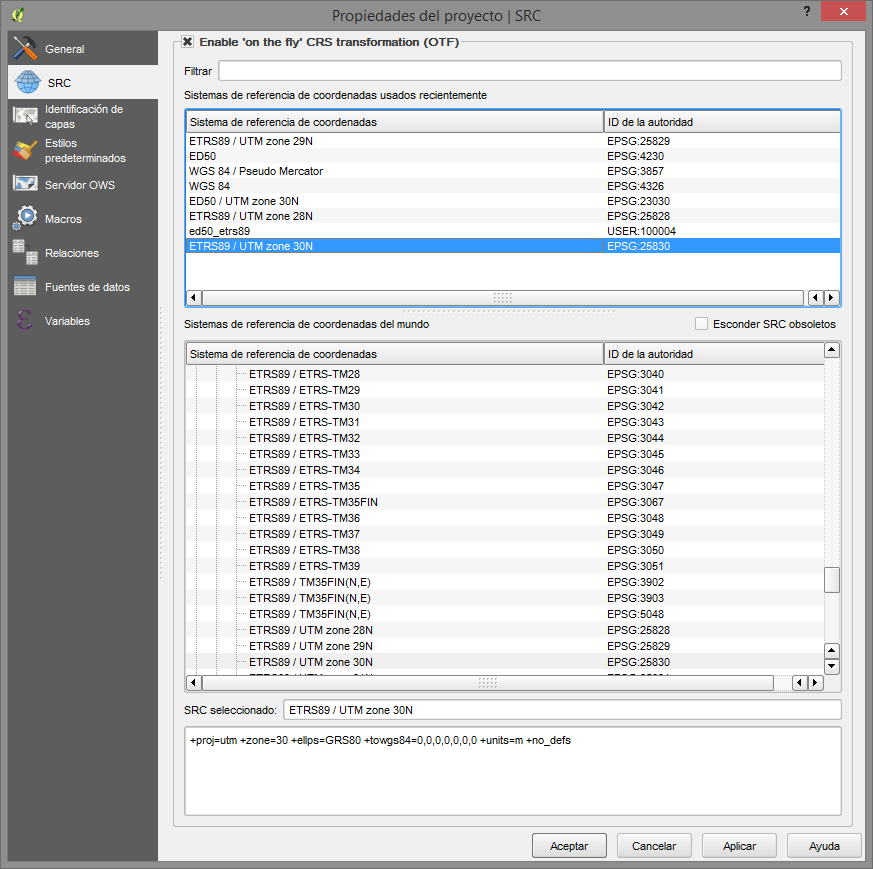 Propiedades del proyecto | SRC
?
General
SRC
Identificación de
capas
Estilos
predeterminados
Servidor OWS
Macros
Relaciones
Fuentes de datos
Variables
Enable 'on the fly' CRS transformation (OTF)
Filtrar
Sistemas de referencia de coordenadas usados recientemente
Sistema de referencia de coordenadas ID de la autoridad
ETRS89 / UTM zone 29N EPSG:25829
ED50 EPSG:4230
WGS 84 / Pseudo Mercator EPSG:3857
WGS 84 EPSG:4326
ED50 / UTM zone 30N EPSG:23030
ETRS89 / UTM zone 28N EPSG:25828
ed50_etrs89 USER:100004
ETRS89 / UTM zone 30N EPSG:25830
Sistemas de referencia de coordenadas del mundo Esconder SRC obsoletos
Sistema de referencia de coordenadas ID de la autoridad
ETRS89 / ETRS-TM28 EPSG:3040
ETRS89 / ETRS-TM29 EPSG:3041
ETRS89 / ETRS-TM30 EPSG:3042
ETRS89 / ETRS-TM31 EPSG:3043
ETRS89 / ETRS-TM32 EPSG:3044
ETRS89 / ETRS-TM33 EPSG:3045
ETRS89 / ETRS-TM34 EPSG:3046
ETRS89 / ETRS-TM35 EPSG:3047
ETRS89 / ETRS-TM35FIN EPSG:3067
ETRS89 / ETRS-TM36 EPSG:3048
ETRS89 / ETRS-TM37 EPSG:3049
ETRS89 / ETRS-TM38 EPSG:3050
ETRS89 / ETRS-TM39 EPSG:3051
ETRS89 / TM35FIN(N,E) EPSG:3902
ETRS89 / TM35FIN(N,E) EPSG:3903
ETRS89 / TM35FIN(N,E) EPSG:5048
ETRS89 / UTM zone 28N EPSG:25828
ETRS89 / UTM zone 29N EPSG:25829
ETRS89 / UTM zone 30N EPSG:25830
SRC seleccionado: ETRS89 / UTM zone 30N
+proj=utm +zone=30 +ellps=GRS80 +towgs84=0,0,0,0,0,0,0 +units=m +no_defs
Aceptar Cancelar Aplicar Ayuda